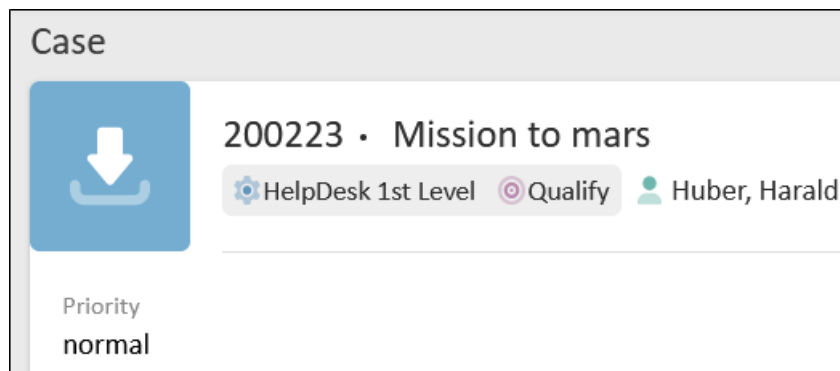 Case
200223 · Mission to mars
HelpDesk 1st Level Qualify Huber, Harald
Priority
normal